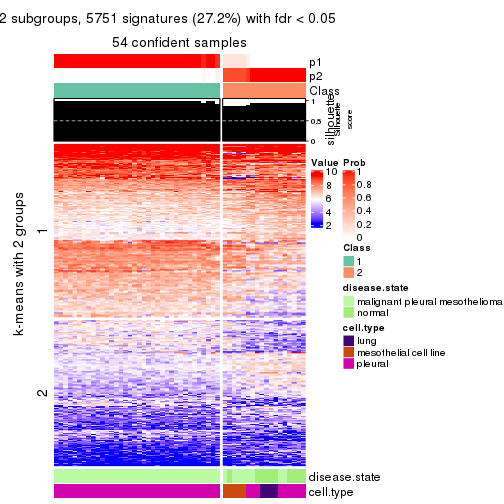 2 subgroups, 5751 signatures (27.2%) with fdr < 0.05
54 confident samples
p1
p2
Class
silhouette
Silhouette
score
1
0.5
0
k-means with 2 groups
1
2
Value
10
8
6
4
2
Prob
1
0.8
0.6
0.4
0.2
0
Class
1
2
disease.state
malignant pleural mesothelioma
normal
cell.type
lung
mesothelial cell line
pleural
disease.state
cell.type